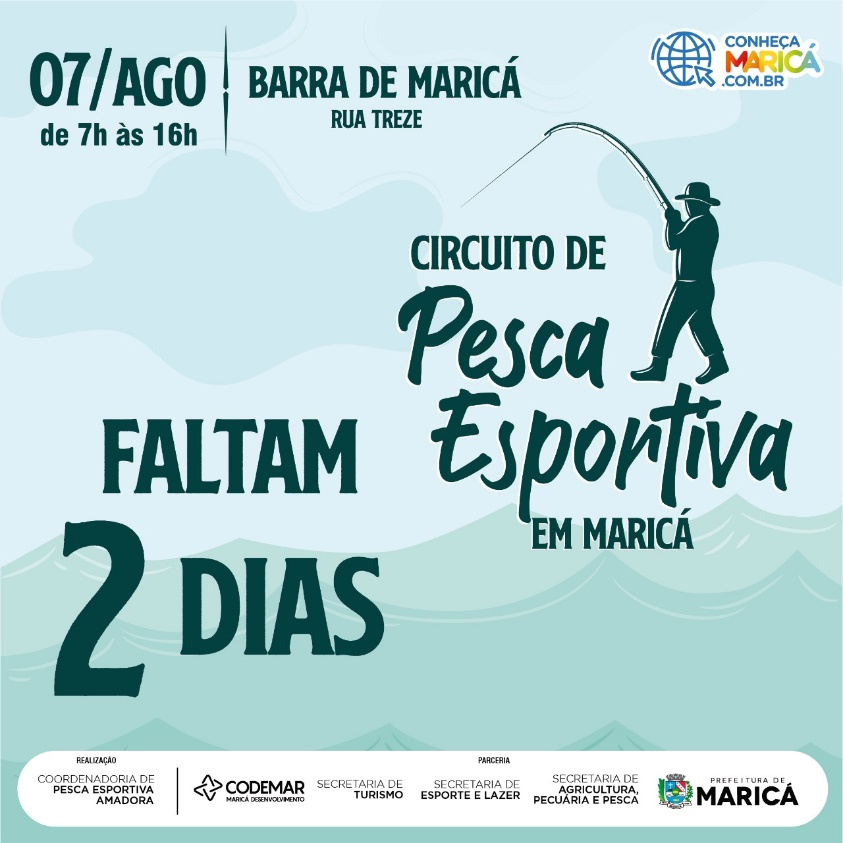 07/AGO
de 7h às 16h
BARRA DE MARICÁ
RUA TREZE
CONHEÇA
MARICÁ
.COM.BR
CIRCUITO DE
Pesca
Esportiva
EM MARICÁ
FALTAM
2 DIAS
REALIZAÇÃO
COORDENADORIA DE
PESCA ESPORTIVA
AMADORA
CODEMAR
MARICÁ DESENVOLVIMENTO
PARCERIA
SECRETARIA DE
TURISMO
SECRETARIA DE
ESPORTE E LAZER
SECRETARIA DE
AGRICULTURA,
PECUÁRIA E PESCA
PREFEITURA DE
MARICÁ